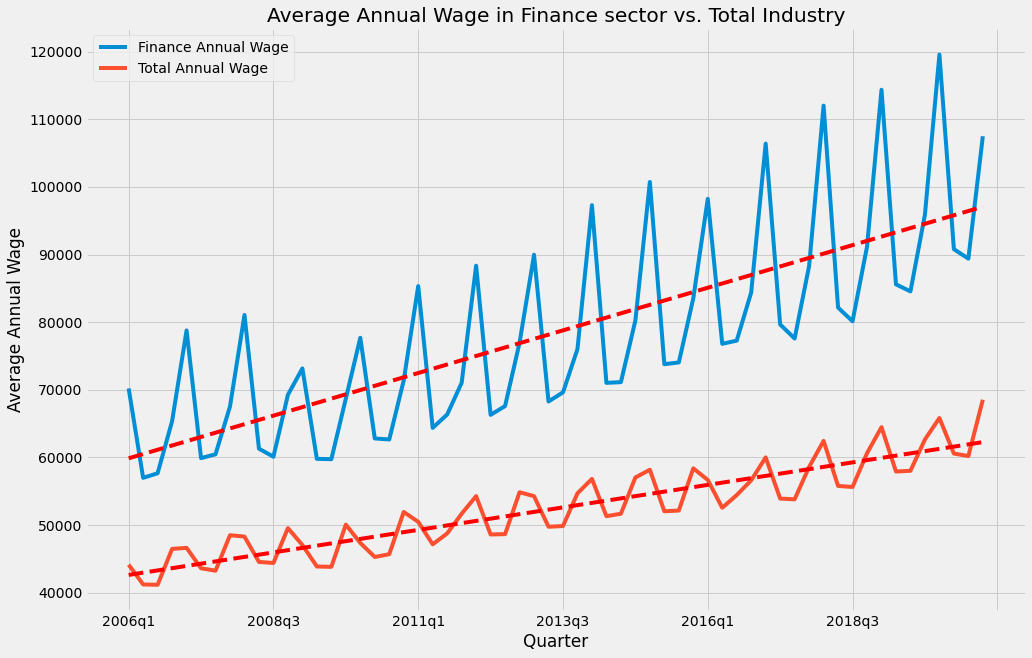 Average Annual Wage in Finance sector vs. Total Industry
Finance Annual Wage
Total Annual Wage
120000
110000
100000
90000
80000
70000
60000
50000
40000
Average Annual Wage
2006q1 2008q3 2011q1 2013q3 2016q1 2018q3
Quarter